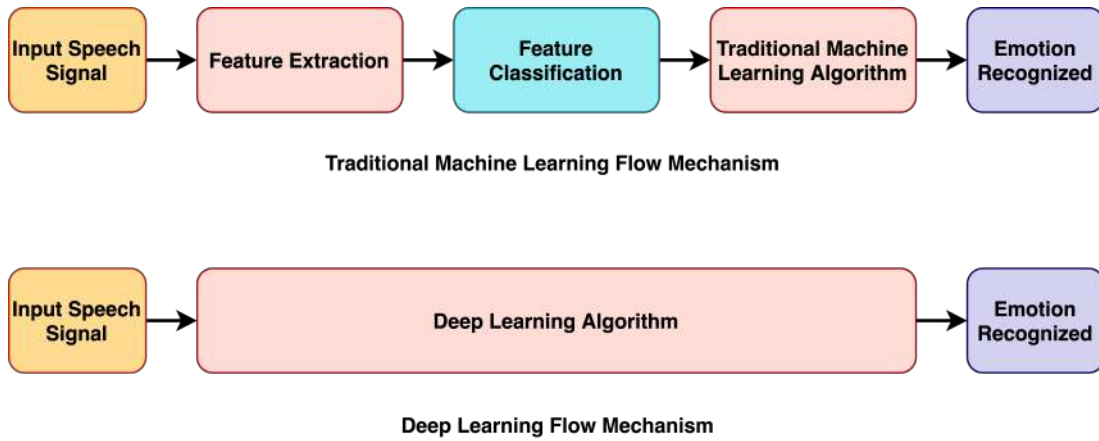 Input Speech
Signal
Feature Extraction
Feature
Classification
Traditional Machine
Learning Algorithm
Emotion
Recognized
Traditional Machine Learning Flow Mechanism
Input Speech
Signal
Deep Learning Algorithm
Emotion
Recognized
Deep Learning Flow Mechanism